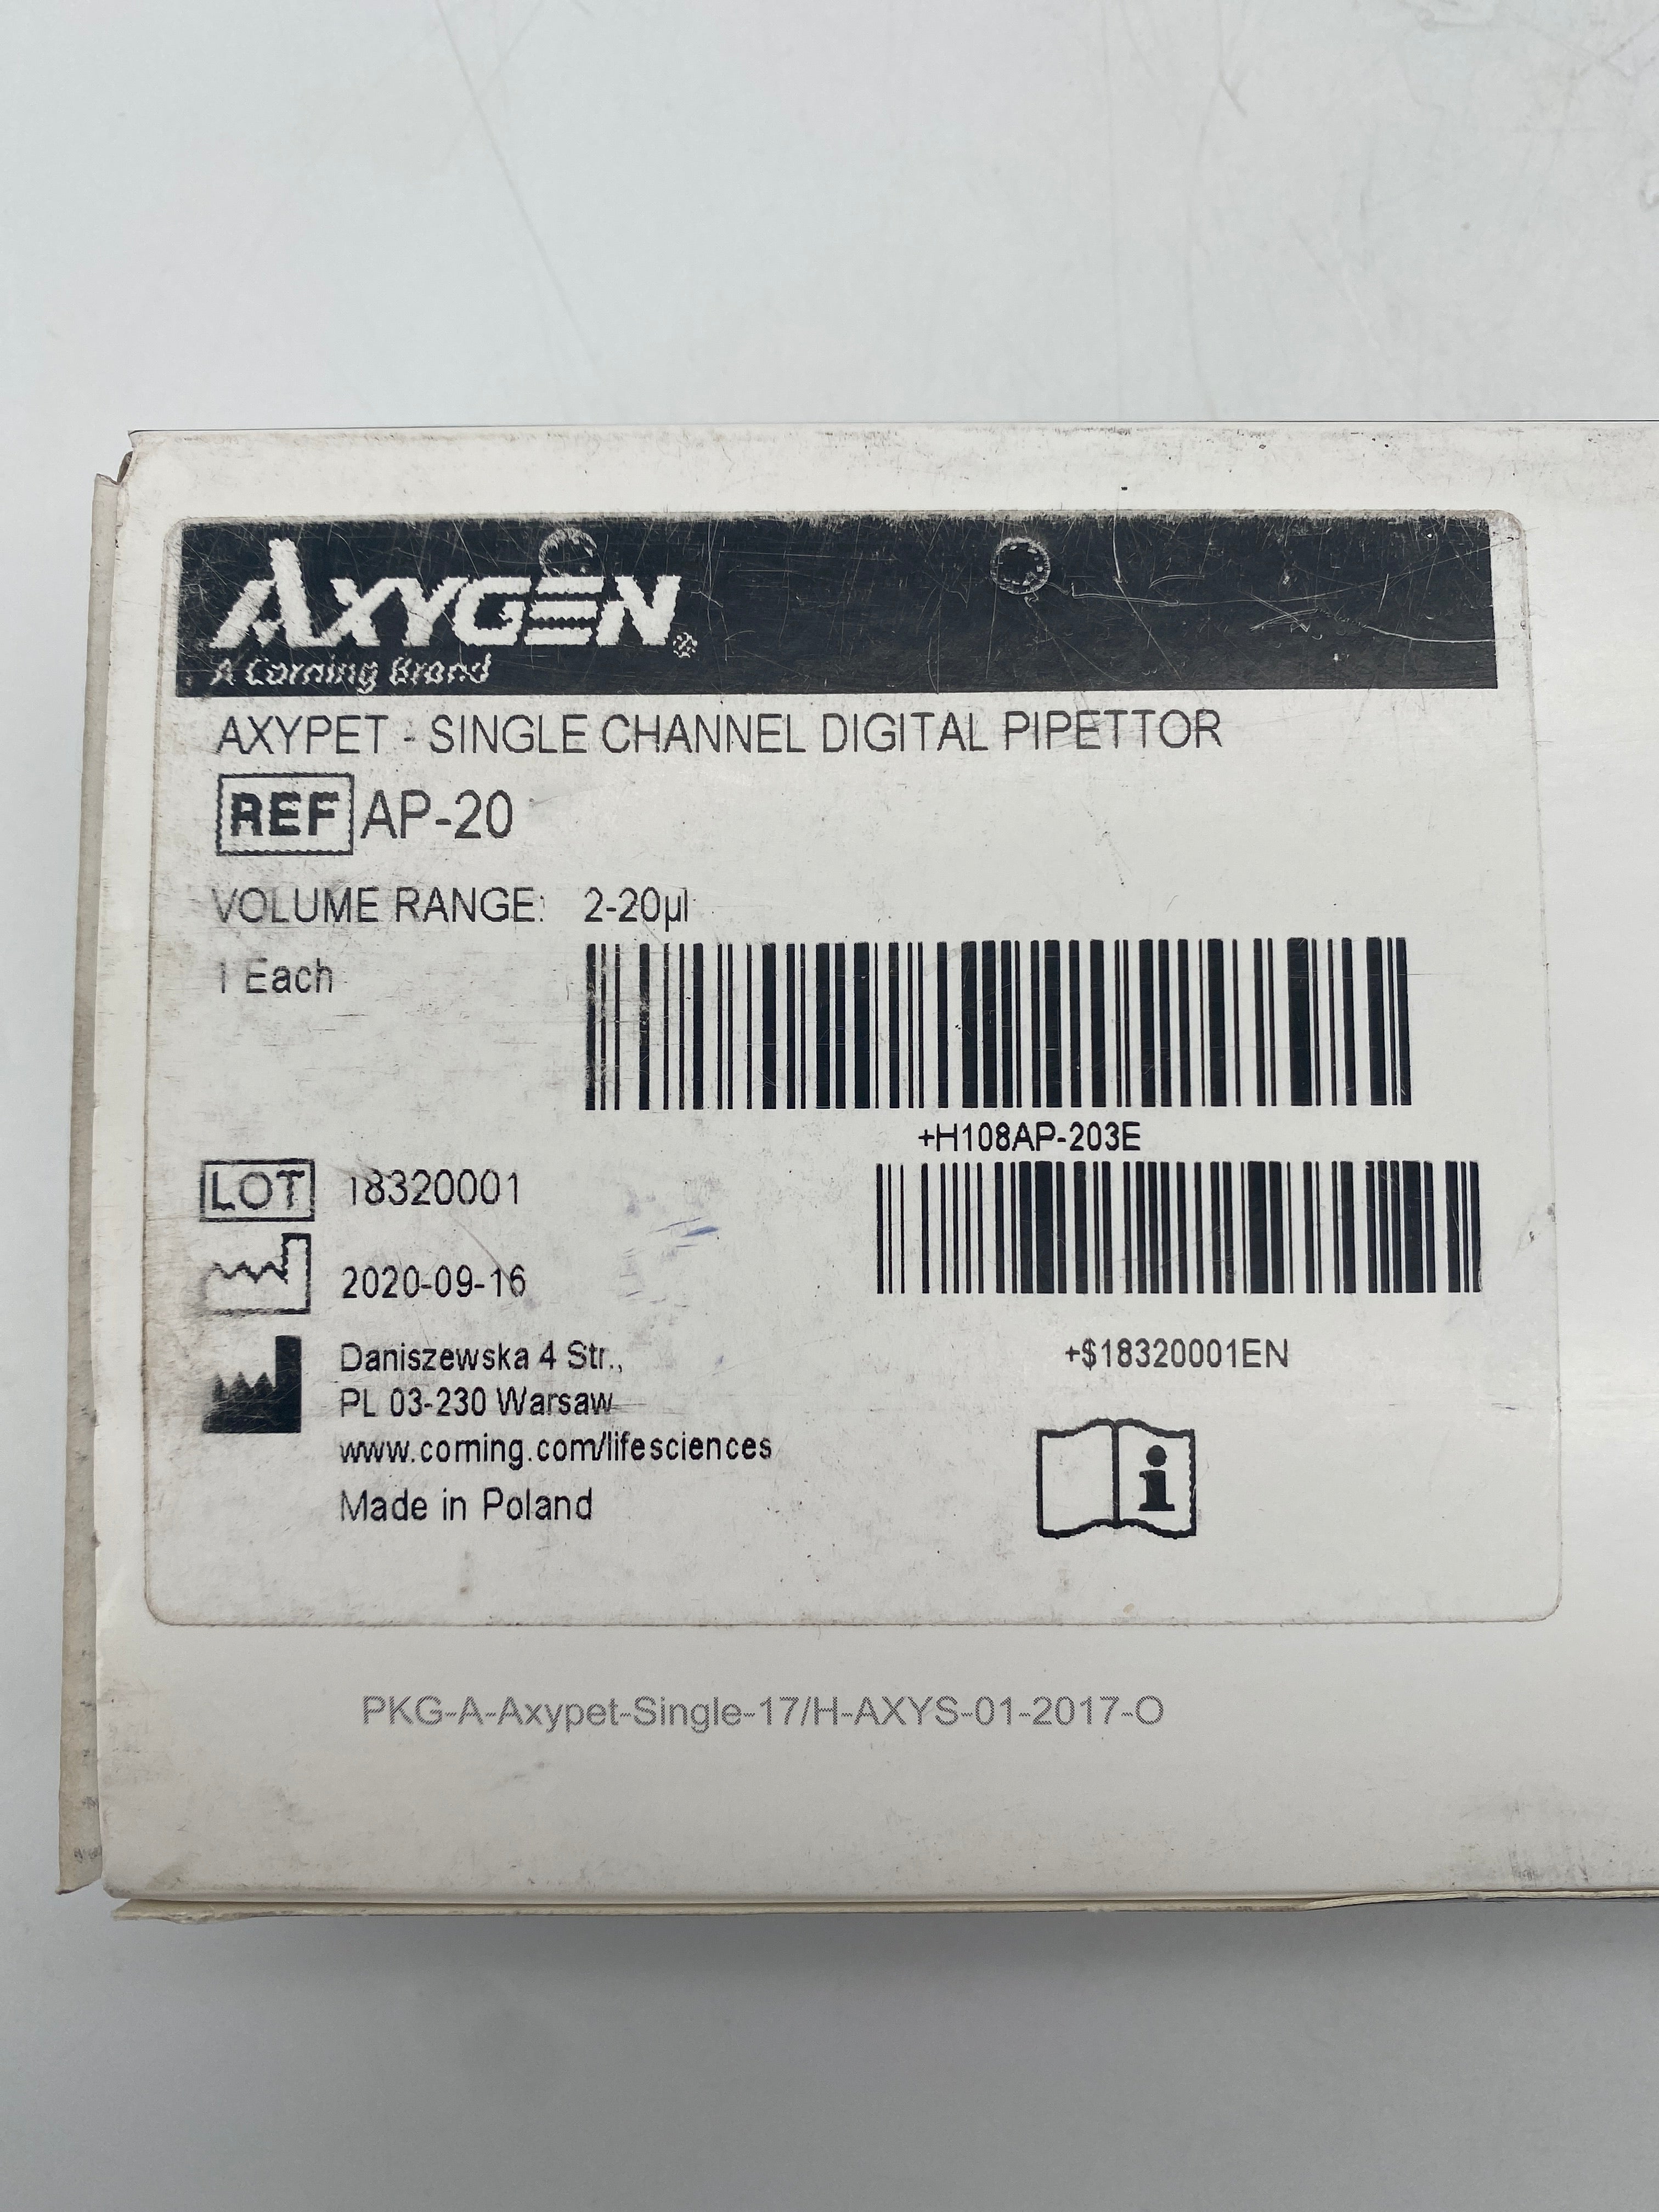 AXYGEN®
A Corning Brand
AXYPET - SINGLE CHANNEL DIGITAL PIPETTOR
REF AP-20
VOLUME RANGE: 2-20µl
1 Each
+H108AP-203E
LOT 18320001
2020-09-16
+$18320001EN
Daniszewska 4 Str.,
PL 03-230 Warsaw
www.corning.com/lifesciences
Made in Poland
PKG-A-Axypet-Single-17/H-AXYS-01-2017-O